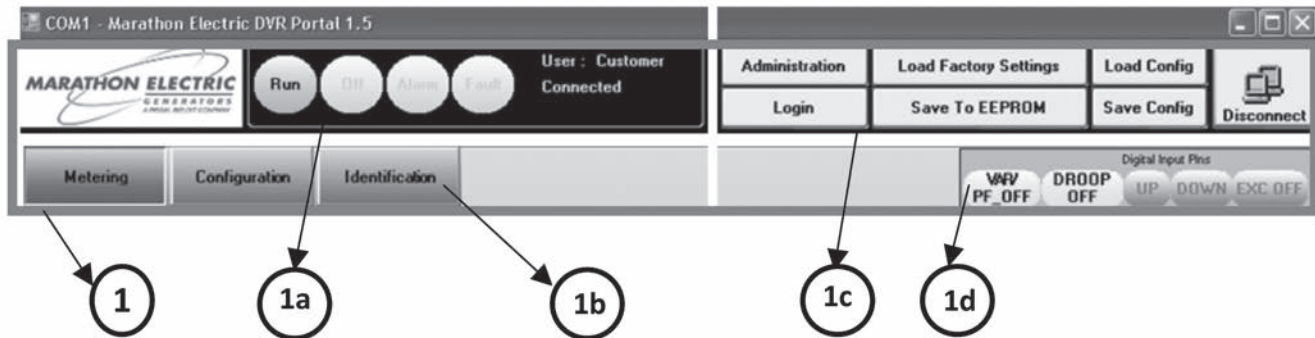 COM1 - Marathon Electric DVR Portal 1.5
MARATHON ELECTRIC
GENERATORS
Run Off Alarm Fault
User : Customer
Connected
Administration Load Factory Settings Load Config
Login Save To EEPROM Save Config
Disconnect
Metering Configuration Identification
Digital Input Pins
VAR/
PF_OFF
DROOP
OFF
UP DOWN EXC OFF
1 1a 1b 1c 1d